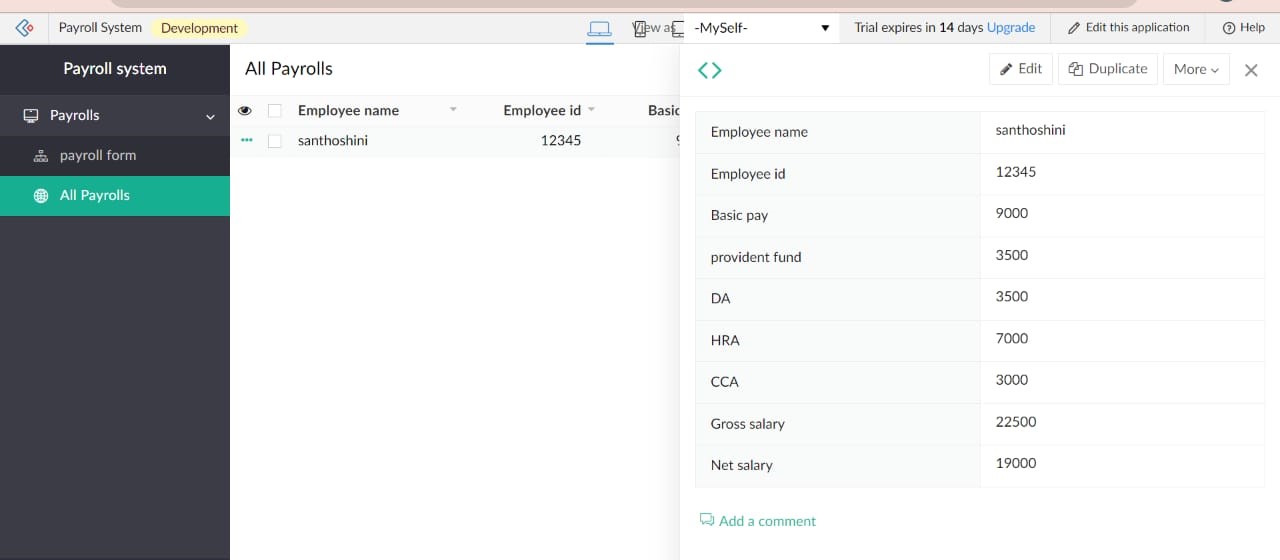 Payroll System Development View as -MySelf- Trial expires in 14 days Upgrade Edit this application Help
Payroll system
Payrolls
payroll form
All Payrolls
All Payrolls
Employee name Employee id Basic
santhoshini 12345
Edit Duplicate More
Employee name santhoshini
Employee id 12345
Basic pay 9000
provident fund 3500
DA 3500
HRA 7000
CCA 3000
Gross salary 22500
Net salary 19000
Add a comment